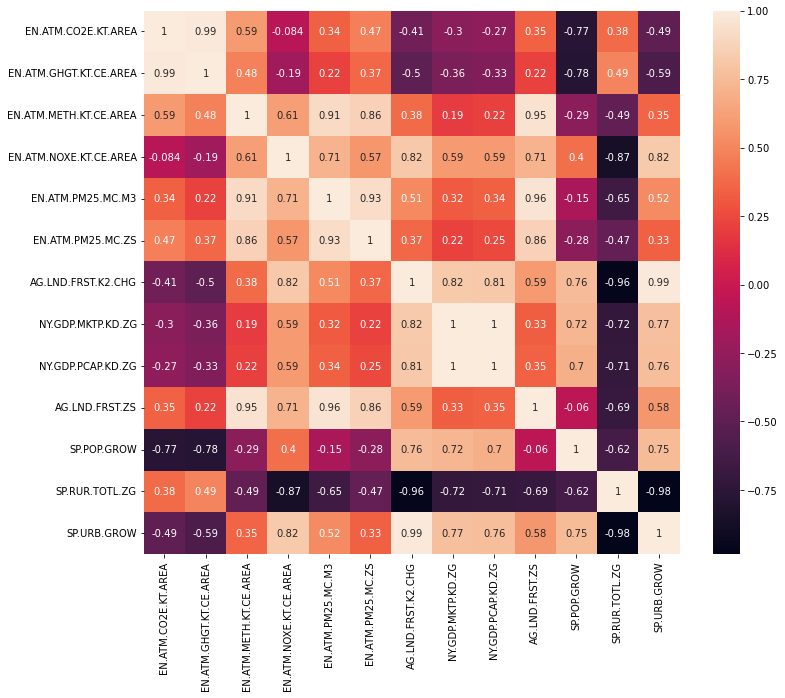 EN.ATM.CO2E.KT.AREA 1 0.99 0.59 -0.084 0.34 0.47 -0.41 -0.3 -0.27 0.35 -0.77 0.38 -0.49
EN.ATM.GHGT.KT.CE.AREA 0.99 1 0.48 -0.19 0.22 0.37 -0.5 -0.36 -0.33 0.22 -0.78 0.49 -0.59
EN.ATM.METH.KT.CE.AREA 0.59 0.48 1 0.61 0.91 0.86 0.38 0.19 0.22 0.95 -0.29 -0.49 0.35
EN.ATM.NOXE.KT.CE.AREA -0.084 -0.19 0.61 1 0.71 0.57 0.82 0.59 0.59 0.71 0.4 -0.87 0.82
EN.ATM.PM25.MC.M3 0.34 0.22 0.91 0.71 1 0.93 0.51 0.32 0.34 0.96 -0.15 -0.65 0.52
EN.ATM.PM25.MC.ZS 0.47 0.37 0.86 0.57 0.93 1 0.37 0.22 0.25 0.86 -0.28 -0.47 0.33
AG.LND.FRST.K2.CHG -0.41 -0.5 0.38 0.82 0.51 0.37 1 0.82 0.81 0.59 0.76 -0.96 0.99
NY.GDP.MKTP.KD.ZG -0.3 -0.36 0.19 0.59 0.32 0.22 0.82 1 1 0.33 0.72 -0.72 0.77
NY.GDP.PCAP.KD.ZG -0.27 -0.33 0.22 0.59 0.34 0.25 0.81 1 1 0.35 0.7 -0.71 0.76
AG.LND.FRST.ZS 0.35 0.22 0.95 0.71 0.96 0.86 0.59 0.33 0.35 1 -0.06 -0.69 0.58
SP.POP.GROW -0.77 -0.78 -0.29 0.4 -0.15 -0.28 0.76 0.72 0.7 -0.06 1 -0.62 0.75
SP.RUR.TOTL.ZG 0.38 0.49 -0.49 -0.87 -0.65 -0.47 -0.96 -0.72 -0.71 -0.69 -0.62 1 -0.98
SP.URB.GROW -0.49 -0.59 0.35 0.82 0.52 0.33 0.99 0.77 0.76 0.58 0.75 -0.98 1
EN.ATM.CO2E.KT.AREA
EN.ATM.GHGT.KT.CE.AREA
EN.ATM.METH.KT.CE.AREA
EN.ATM.NOXE.KT.CE.AREA
EN.ATM.PM25.MC.M3
EN.ATM.PM25.MC.ZS
AG.LND.FRST.K2.CHG
NY.GDP.MKTP.KD.ZG
NY.GDP.PCAP.KD.ZG
AG.LND.FRST.ZS
SP.POP.GROW
SP.RUR.TOTL.ZG
SP.URB.GROW
1.00
0.75
0.50
0.25
0.00
−0.25
−0.50
−0.75